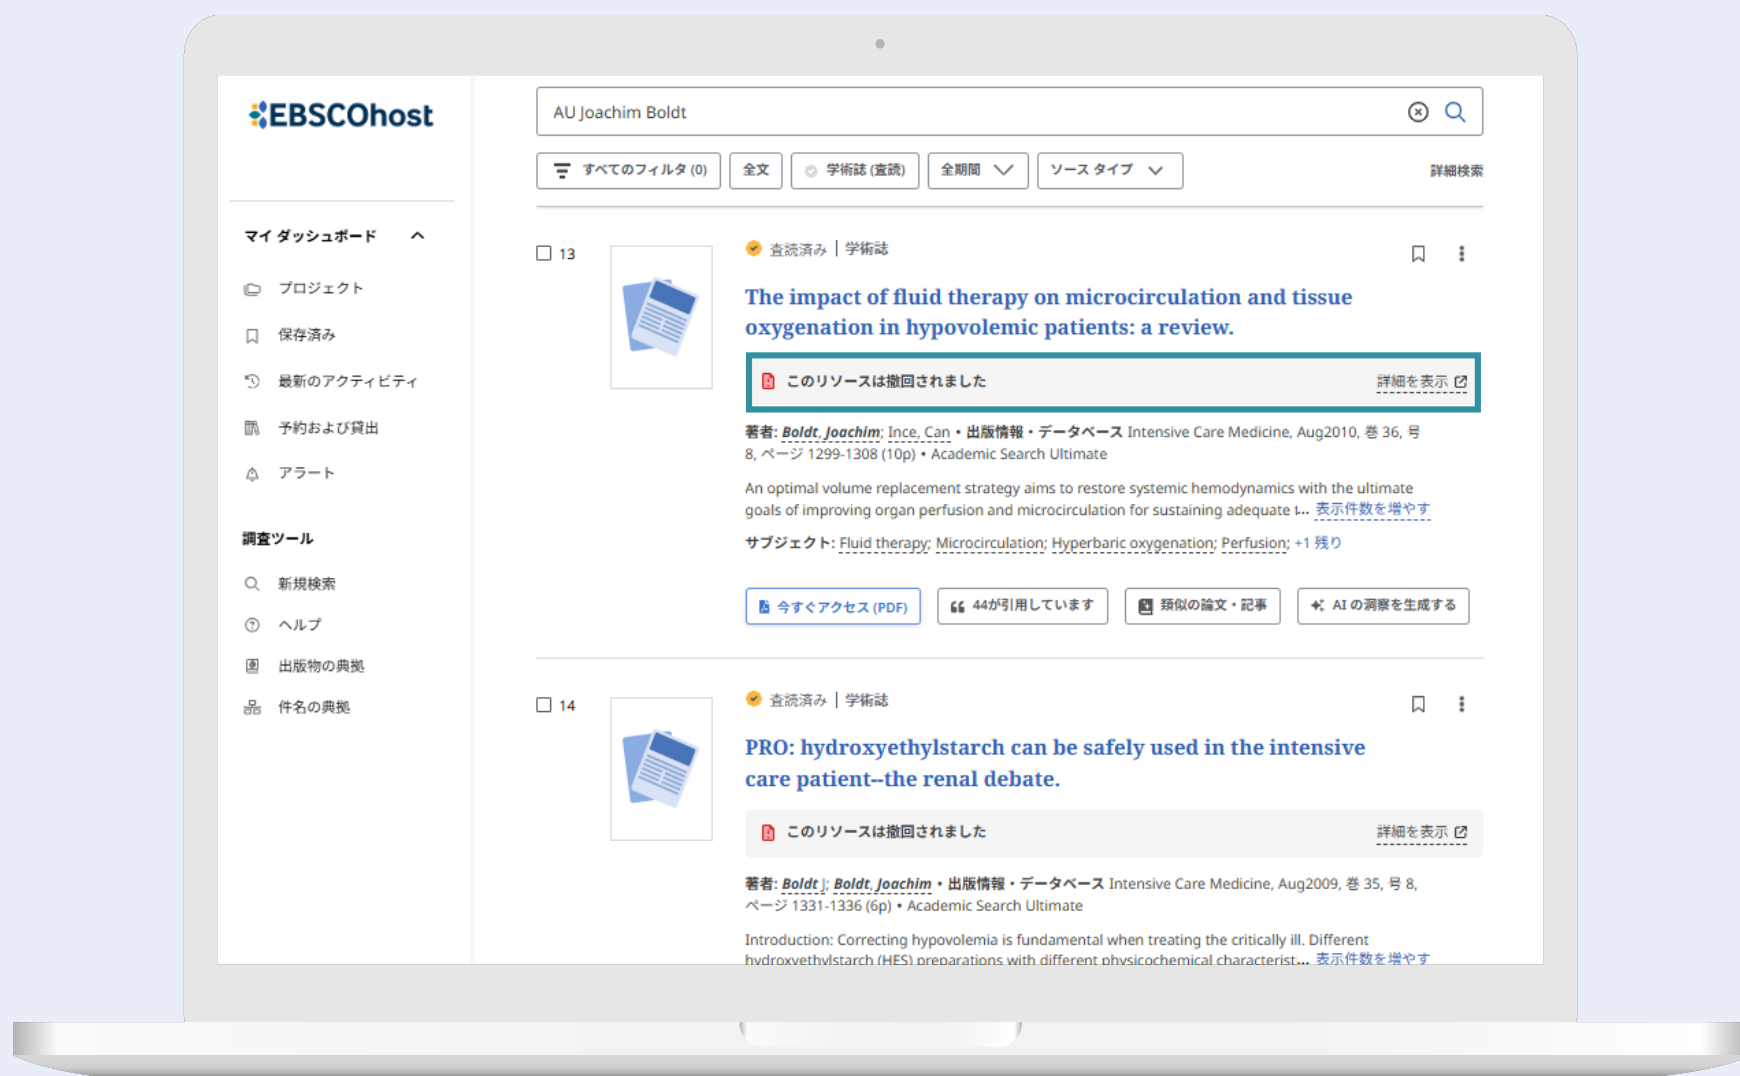 EBSCOhost
マイ ダッシュボード
プロジェクト
保存済み
最新のアクティビティ
予約および貸出
アラート
調査ツール
新規検索
ヘルプ
出版物の典拠
件名の典拠
AU Joachim Boldt
すべてのフィルタ (0)
全文
学術誌 (査読)
全期間
ソース タイプ
詳細検索
13
査読済み | 学術誌
The impact of fluid therapy on microcirculation and tissue
oxygenation in hypovolemic patients: a review.
このリソースは撤回されました
詳細を表示
著者: Boldt, Joachim; Ince, Can • 出版情報・データベース Intensive Care Medicine, Aug2010, 巻 36, 号
8, ページ 1299-1308 (10p) • Academic Search Ultimate
An optimal volume replacement strategy aims to restore systemic hemodynamics with the ultimate
goals of improving organ perfusion and microcirculation for sustaining adequate t... 表示件数を増やす
サブジェクト: Fluid therapy; Microcirculation; Hyperbaric oxygenation; Perfusion; +1 残り
今すぐアクセス (PDF)
44が引用しています
類似の論文・記事
AI の洞察を生成する
14
査読済み | 学術誌
PRO: hydroxyethylstarch can be safely used in the intensive
care patient--the renal debate.
このリソースは撤回されました
詳細を表示
著者: Boldt J; Boldt, Joachim • 出版情報・データベース Intensive Care Medicine, Aug2009, 巻 35, 号 8,
ページ 1331-1336 (6p) • Academic Search Ultimate
Introduction: Correcting hypovolemia is fundamental when treating the critically ill. Different
hydroxyethylstarch (HES) preparations with different physicochemical characterist... 表示件数を増やす